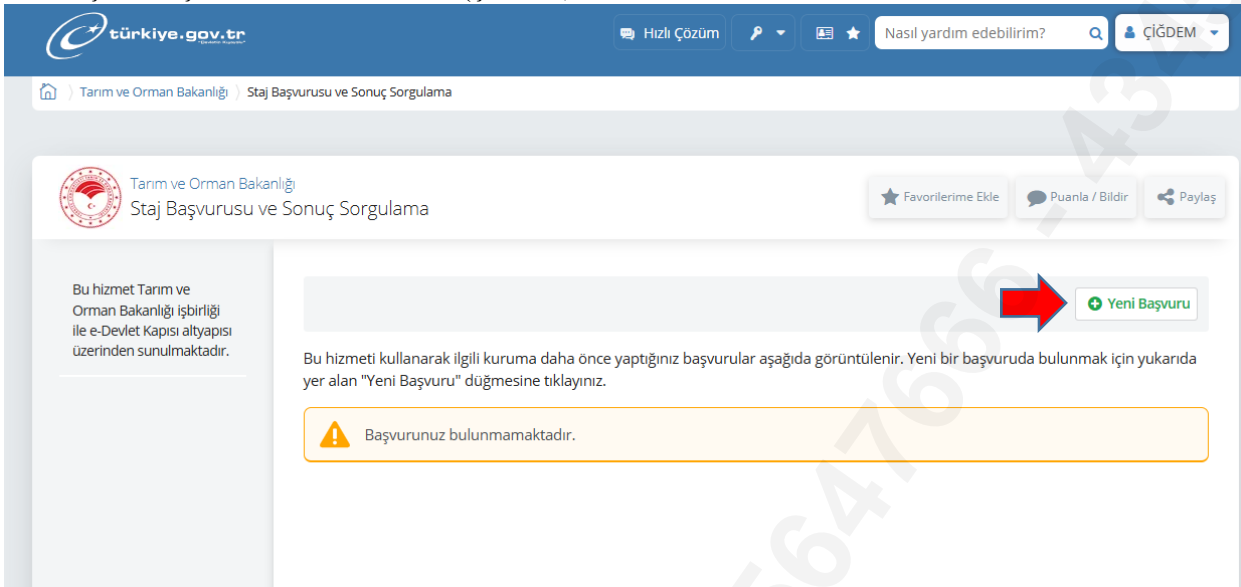 türkiye.gov.tr
Hızlı Çözüm
Nasıl yardım edebilirim?
ÇİĞDEM
Tarım ve Orman Bakanlığı
Staj Başvurusu ve Sonuç Sorgulama
Tarım ve Orman Bakanlığı
Staj Başvurusu ve Sonuç Sorgulama
Favorilerime Ekle
Puanla / Bildir
Paylaş
Bu hizmet Tarım ve
Orman Bakanlığı işbirliği
ile e-Devlet Kapısı altyapısı
üzerinden sunulmaktadır.
Yeni Başvuru
Bu hizmeti kullanarak ilgili kuruma daha önce yaptığınız başvurular aşağıda görüntülenir. Yeni bir başvuruda bulunmak için yukarıda
yer alan "Yeni Başvuru" düğmesine tıklayınız.
Başvurunuz bulunmamaktadır.